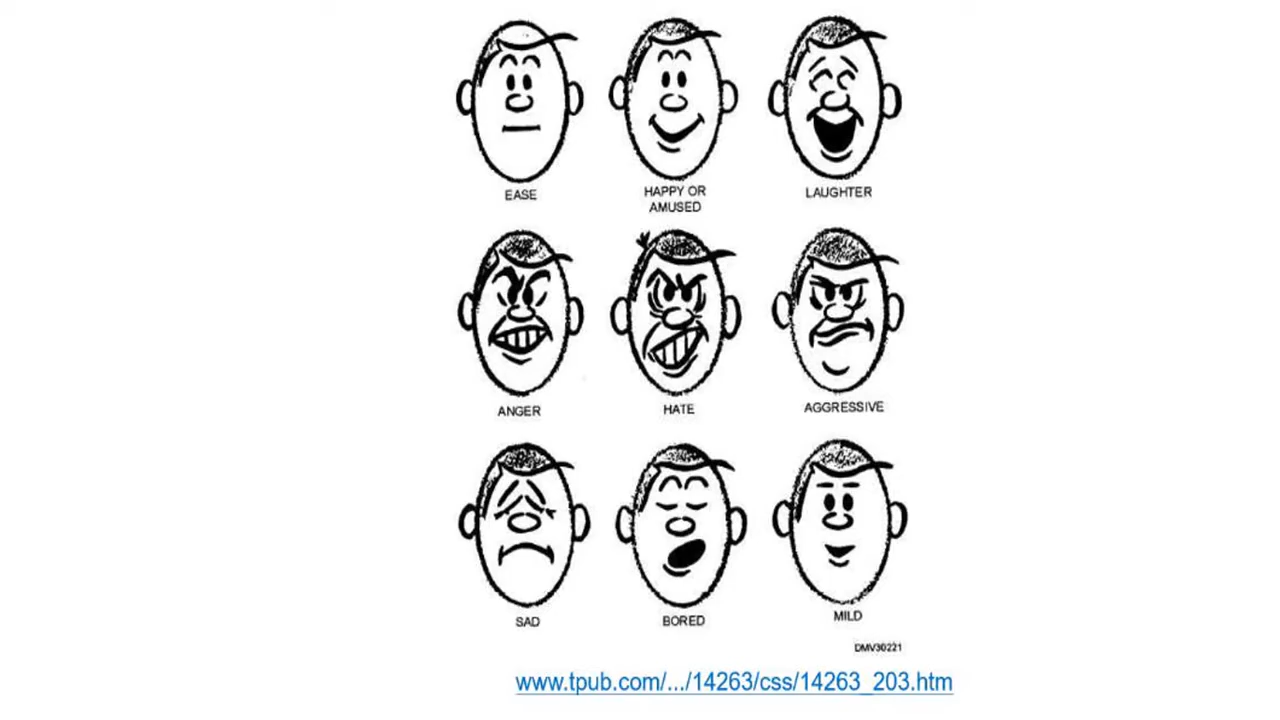 EASE
HAPPY OR
AMUSED
LAUGHTER
ANGER
HATE
AGGRESSIVE
SAD
BORED
MILD
DMV30221
www.tpub.com/.../14263/css/14263_203.htm